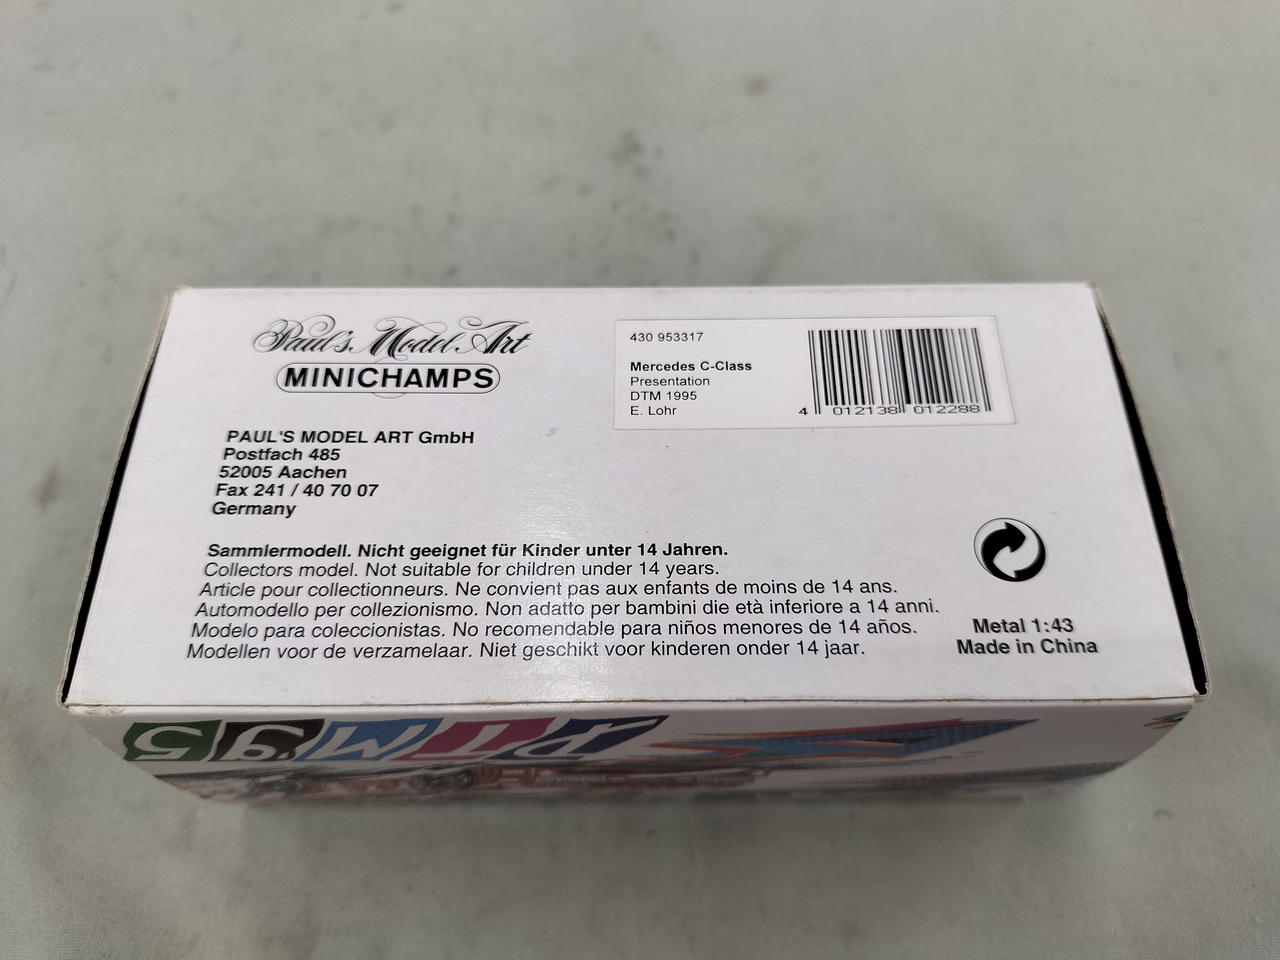 Paul's Model Art
MINICHAMPS
430 953317
Mercedes C-Class
Presentation
DTM 1995
E. Lohr
4 012138 012288
PAUL'S MODEL ART GmbH
Postfach 485
52005 Aachen
Fax 241 / 40 70 07
Germany
Sammlermodell. Nicht geeignet für Kinder unter 14 Jahren.
Collectors model. Not suitable for children under 14 years.
Article pour collectionneurs. Ne convient pas aux enfants de moins de 14 ans.
Automodello per collezionismo. Non adatto per bambini die età inferiore a 14 anni.
Modelo para coleccionistas. No recomendable para niños menores de 14 años.
Modellen voor de verzamelaar. Niet geschikt voor kinderen onder 14 jaar.
Metal 1:43
Made in China
DTM 95